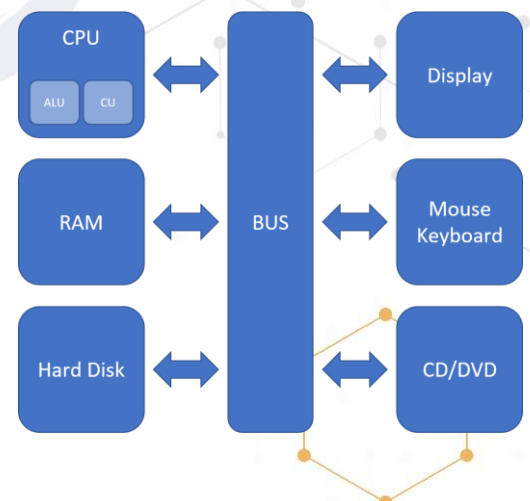 CPU
ALU
CU
Display
RAM
BUS
Mouse
Keyboard
Hard Disk
CD/DVD